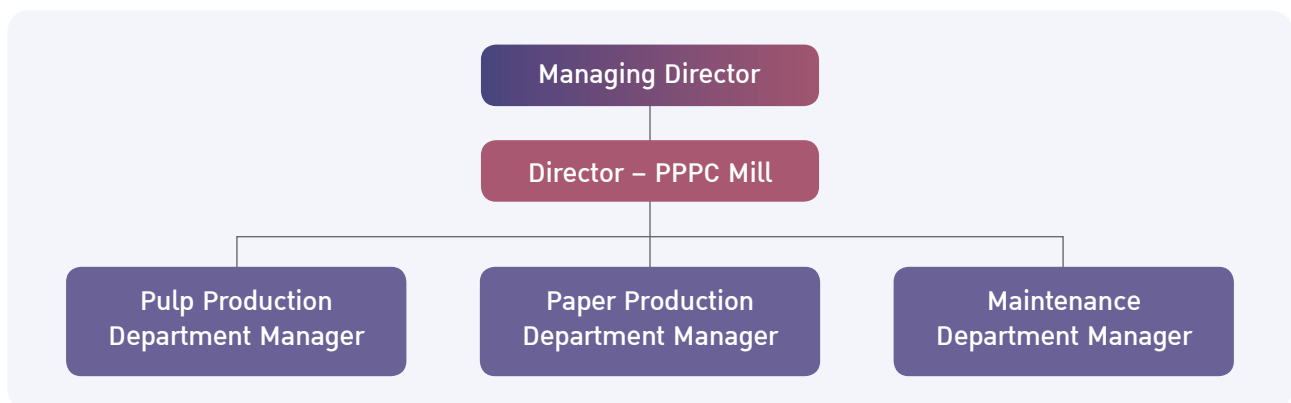 Managing Director
Director – PPPC Mill
Pulp Production
Department Manager
Paper Production
Department Manager
Maintenance
Department Manager